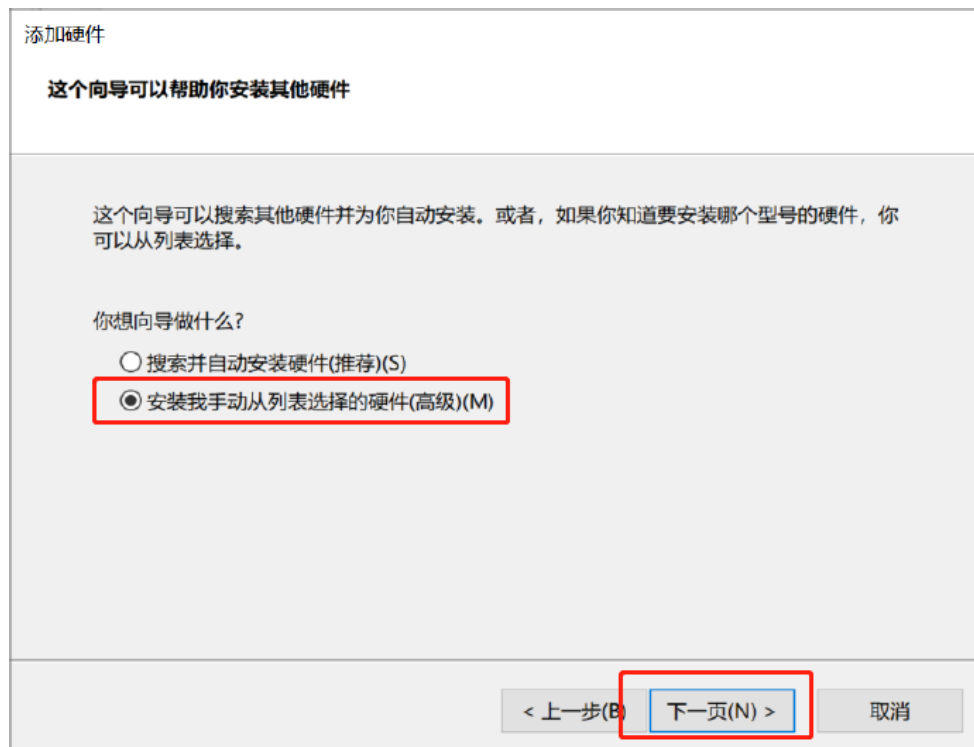 添加硬件
这个向导可以帮助你安装其他硬件
这个向导可以搜索其他硬件并为你自动安装。或者，如果你知道要安装哪个型号的硬件，你
可以从列表选择。
你想向导做什么?
搜索并自动安装硬件(推荐)(S)
安装我手动从列表选择的硬件(高级)(M)
< 上一步(B) 下一页(N) > 取消